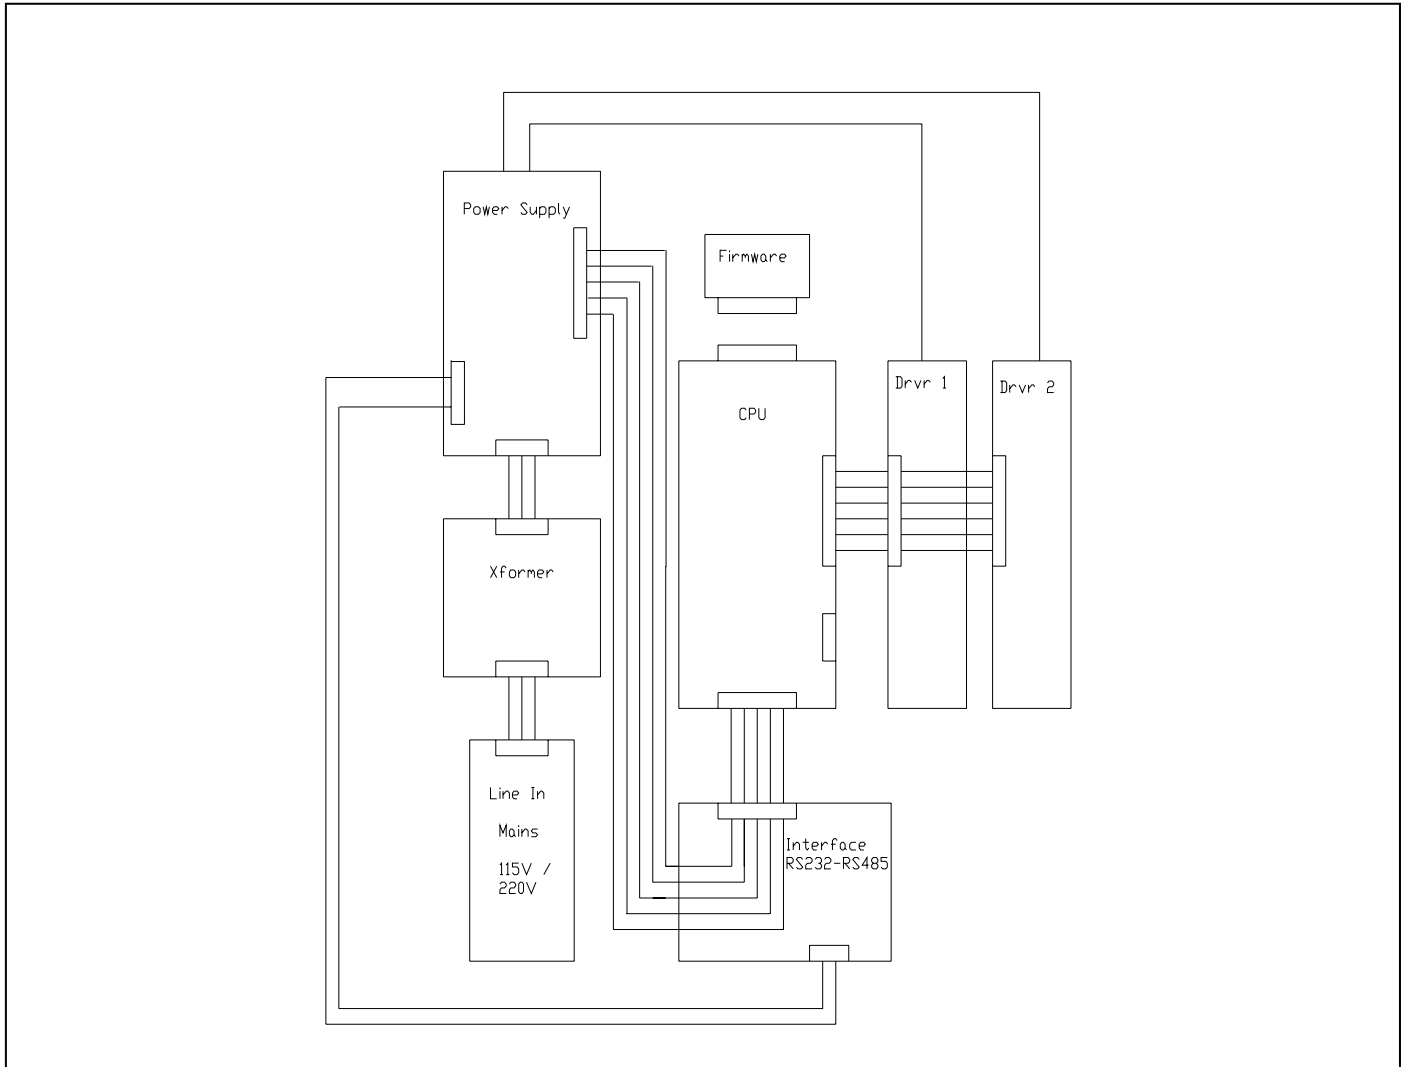 Power Supply
Firmware
Drvr 1
Drvr 2
CPU
Xformer
Line In
Mains
115V /
220V
Interface
RS232-RS485